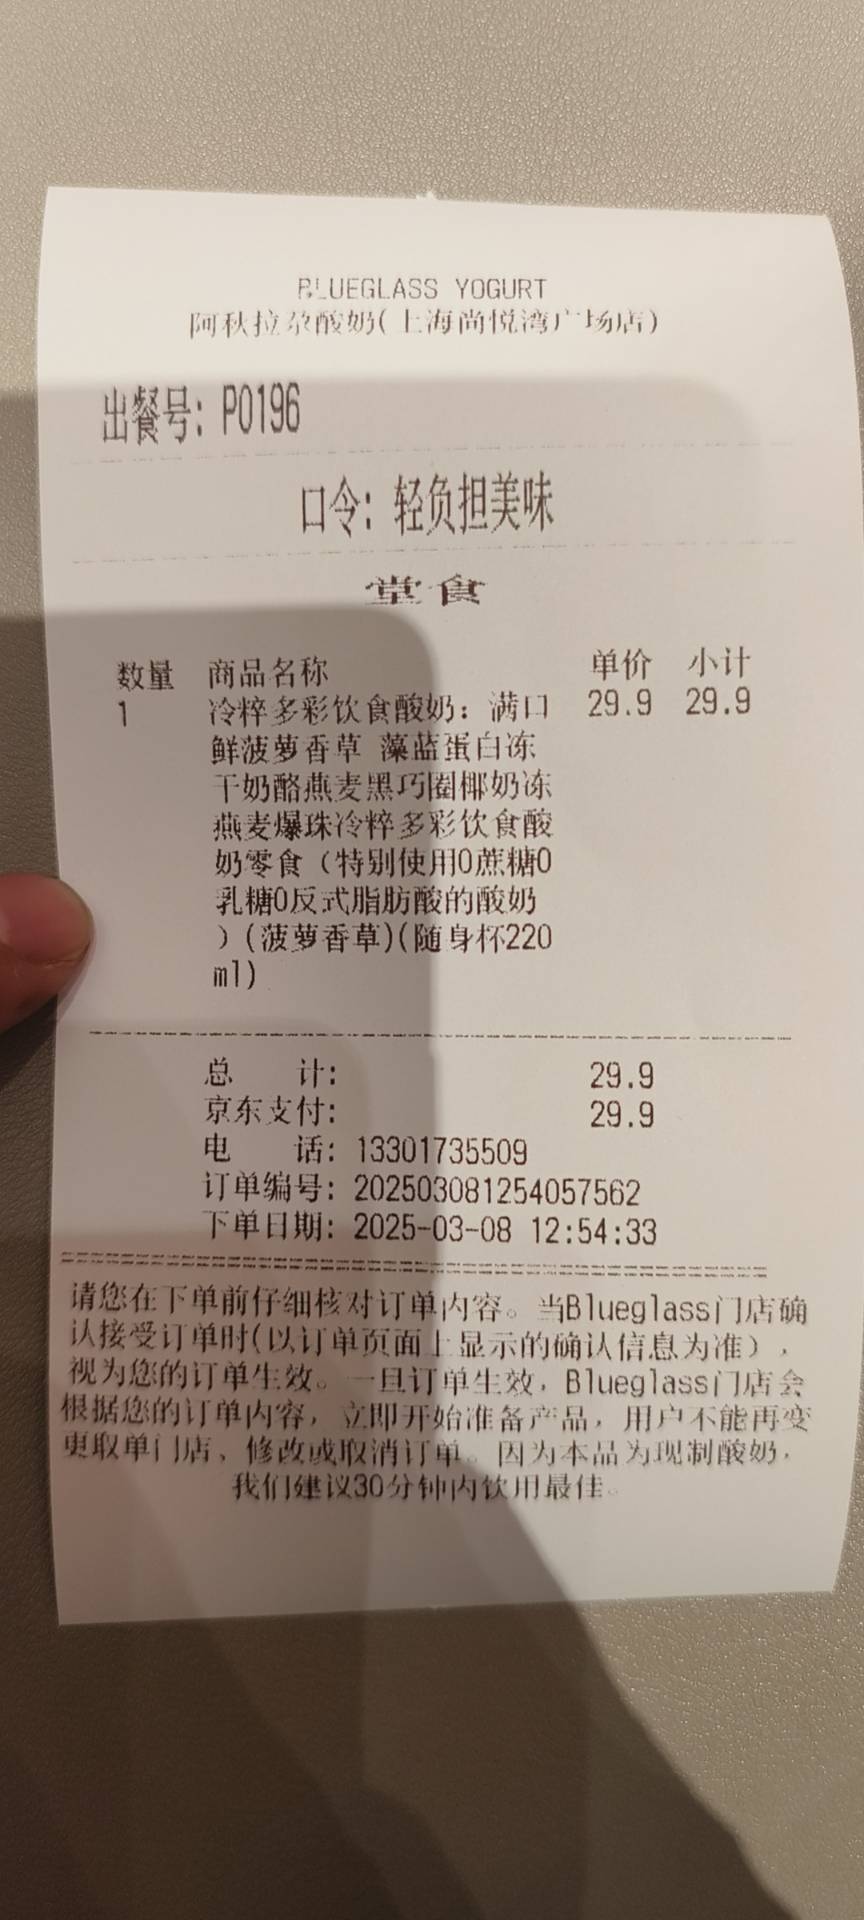 BLUEGLASS YOGURT
阿秋拉尕酸奶(上海尚悦湾广场店)
出餐号: P0196
口令: 轻负担美味
堂食
数量 商品名称 单价 小计
1 冷粹多彩饮食酸奶: 满口 29.9 29.9
鲜菠萝香草 藻蓝蛋白冻
干奶酪燕麦黑巧圈椰奶冻
燕麦爆珠冷粹多彩饮食酸
奶零食（特别使用0蔗糖0
乳糖0反式脂肪酸的酸奶
）(菠萝香草)(随身杯220
ml)
总 计: 29.9
京东支付: 29.9
电 话: 13301735509
订单编号: 202503081254057562
下单日期: 2025-03-08 12:54:33
请您在下单前仔细核对订单内容。当Blueglass门店确
认接受订单时(以订单页面上显示的确认信息为准)，
视为您的订单生效。一旦订单生效，Blueglass门店会
根据您的订单内容，立即开始准备产品，用户不能再变
更取单门店、修改或取消订单。因为本品为现制酸奶，
我们建议30分钟内饮用最佳。